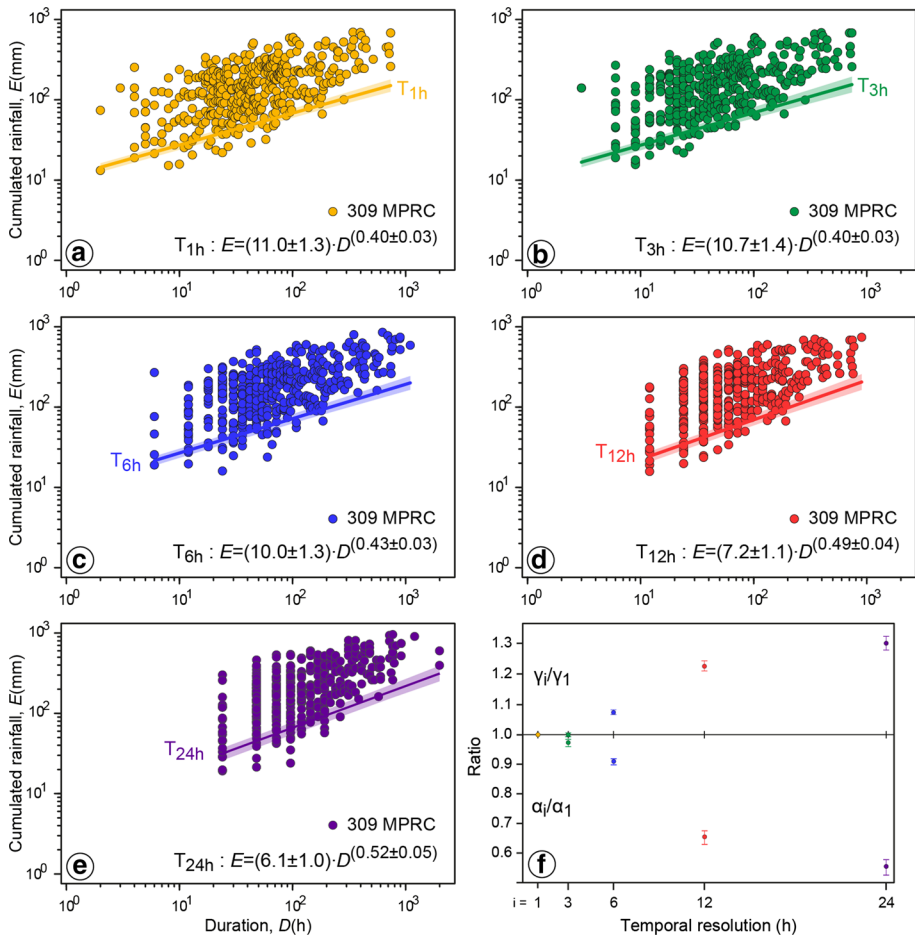 Cumulated rainfall, E(mm)
10³
10²
10¹
10⁰
T1h
309 MPRC
T1h : E=(11.0±1.3)·D(0.40±0.03)
a
10⁰ 10¹ 10² 10³
10³
10²
10¹
10⁰
T3h
309 MPRC
T3h : E=(10.7±1.4)·D(0.40±0.03)
b
10⁰ 10¹ 10² 10³
Cumulated rainfall, E(mm)
10³
10²
10¹
10⁰
T6h
309 MPRC
T6h : E=(10.0±1.3)·D(0.43±0.03)
c
10⁰ 10¹ 10² 10³
10³
10²
10¹
10⁰
T12h
309 MPRC
T12h : E=(7.2±1.1)·D(0.49±0.04)
d
10⁰ 10¹ 10² 10³
Cumulated rainfall, E(mm)
10³
10²
10¹
10⁰
T24h
309 MPRC
T24h : E=(6.1±1.0)·D(0.52±0.05)
e
10⁰ 10¹ 10² 10³
Duration, D(h)
Ratio
1.3
1.2
1.0
1.0
0.9
0.8
0.7
0.6
γi/γ1
αi/α1
f
i = 1 3 6 12 24
Temporal resolution (h)